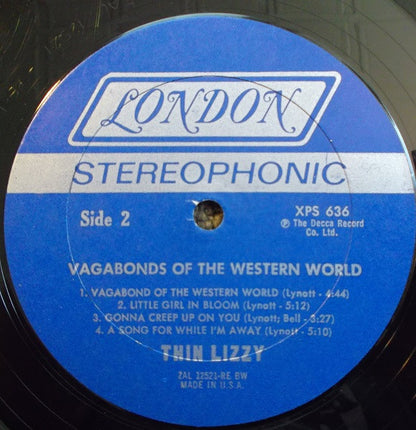 LONDON
STEREOPHONIC
Side 2
XPS 636
℗ The Decca Record
Co. Ltd.
VAGABONDS OF THE WESTERN WORLD
1. VAGABOND OF THE WESTERN WORLD (Lynott - 4:44)
2. LITTLE GIRL IN BLOOM (Lynott - 5:12)
3. GONNA CREEP UP ON YOU (Lynott; Bell - 3:27)
4. A SONG FOR WHILE I'M AWAY (Lynott - 5:10)
THIN LIZZY
ZAL 12521-RE BW
MADE IN U.S.A.